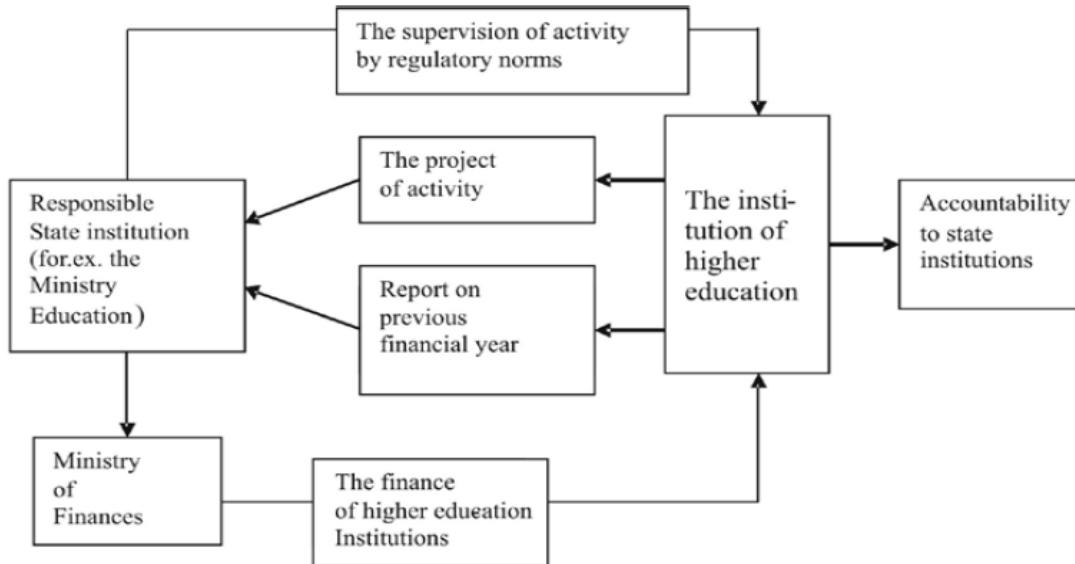 The supervision of activity
by regulatory norms
The project
of activity
Responsible
State institution
(for.ex. the
Ministry
Education)
The insti-
tution of
higher
education
Accountability
to state
institutions
Report on
previous
financial year
Ministry
of
Finances
The finance
of higher education
Institutions